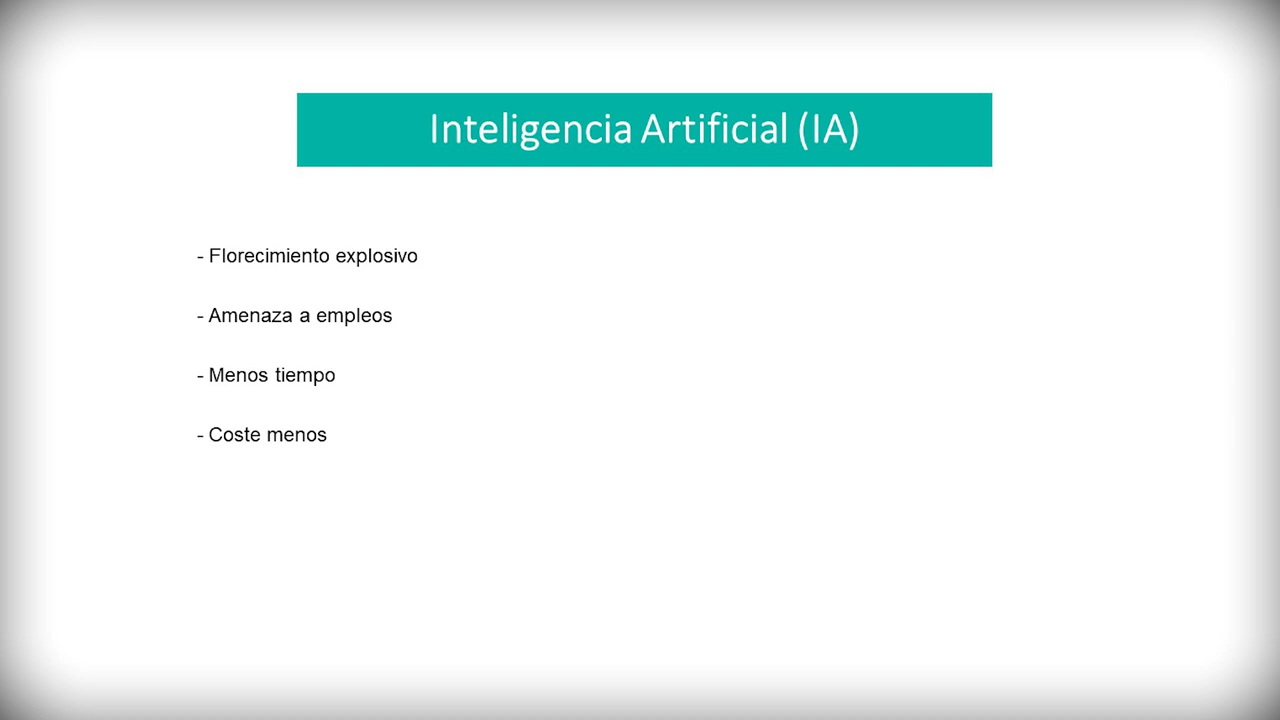 Inteligencia Artificial (IA)
- Florecimiento explosivo
- Amenaza a empleos
- Menos tiempo
- Coste menos